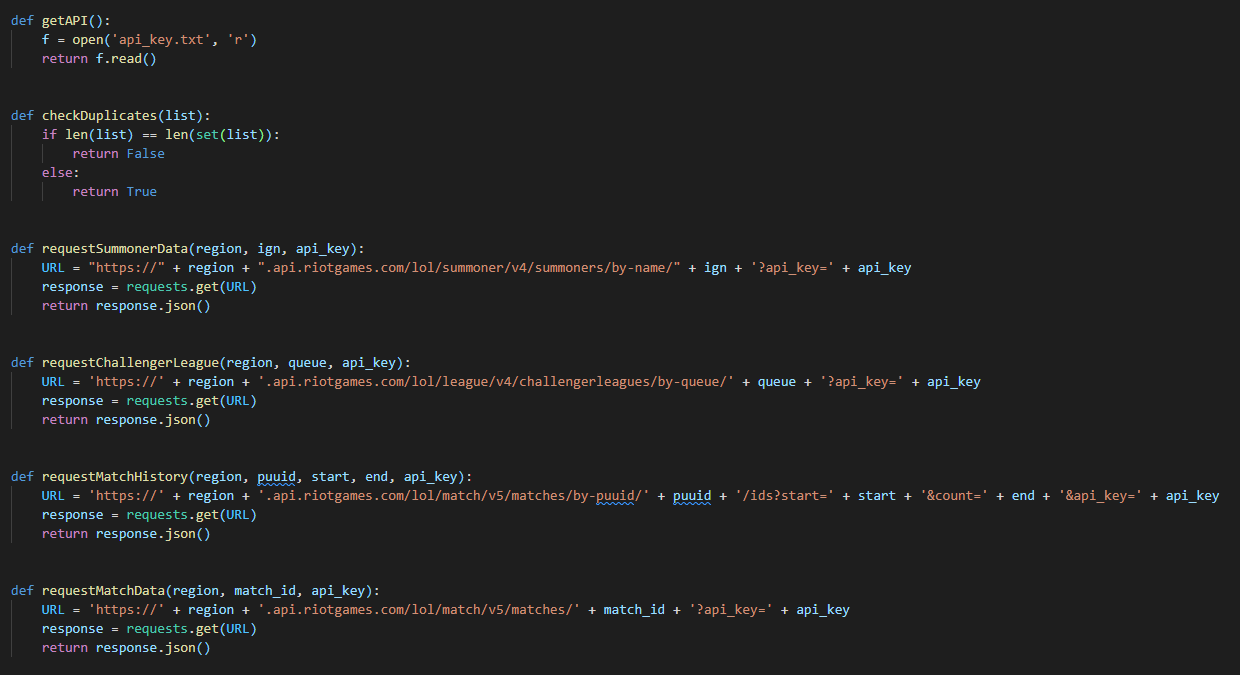 def getAPI():
    f = open('api_key.txt', 'r')
    return f.read()
def checkDuplicates(list):
    if len(list) == len(set(list)):
        return False
    else:
        return True
def requestSummonerData(region, ign, api_key):
    URL = "https://" + region + ".api.riotgames.com/lol/summoner/v4/summoners/by-name/" + ign + '?api_key=' + api_key
    response = requests.get(URL)
    return response.json()
def requestChallengerLeague(region, queue, api_key):
    URL = 'https://' + region + '.api.riotgames.com/lol/league/v4/challengerleagues/by-queue/' + queue + '?api_key=' + api_key
    response = requests.get(URL)
    return response.json()
def requestMatchHistory(region, puuid, start, end, api_key):
    URL = 'https://' + region + '.api.riotgames.com/lol/match/v5/matches/by-puuid/' + puuid + '/ids?start=' + start + '&count=' + end + '&api_key=' + api_key
    response = requests.get(URL)
    return response.json()
def requestMatchData(region, match_id, api_key):
    URL = 'https://' + region + '.api.riotgames.com/lol/match/v5/matches/' + match_id + '?api_key=' + api_key
    response = requests.get(URL)
    return response.json()